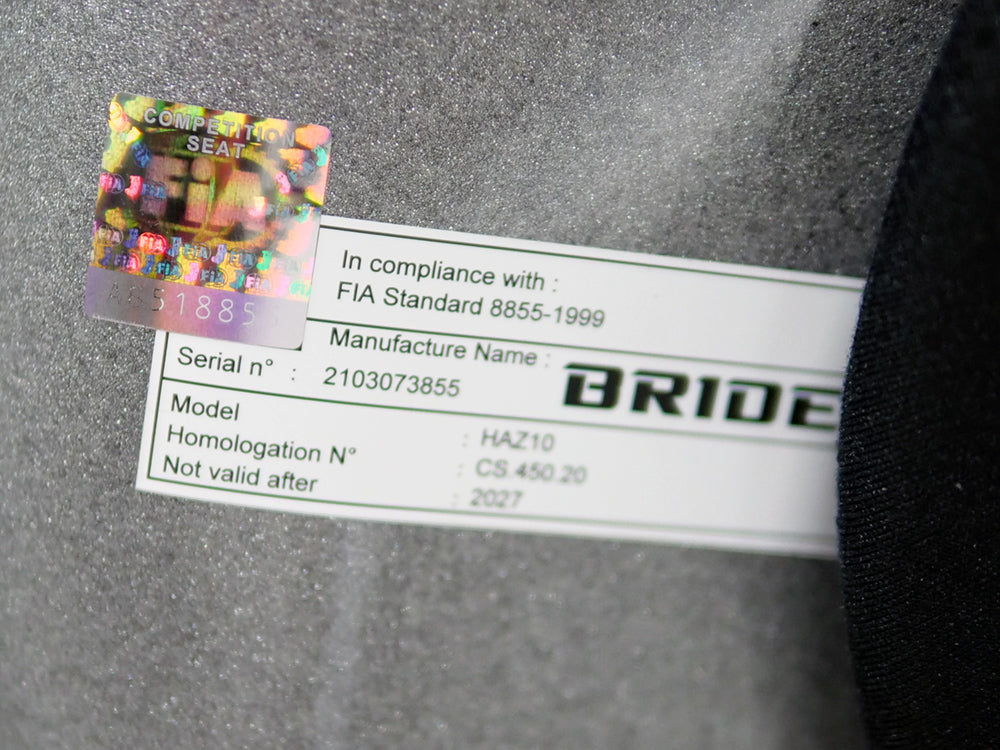 COMPETITION
SEAT
FiA
In compliance with :
FIA Standard 8855-1999
Manufacture Name :
BRIDE
Serial n° : 2103073855
Model : HAZ10
Homologation N° : CS.450.20
Not valid after : 2027